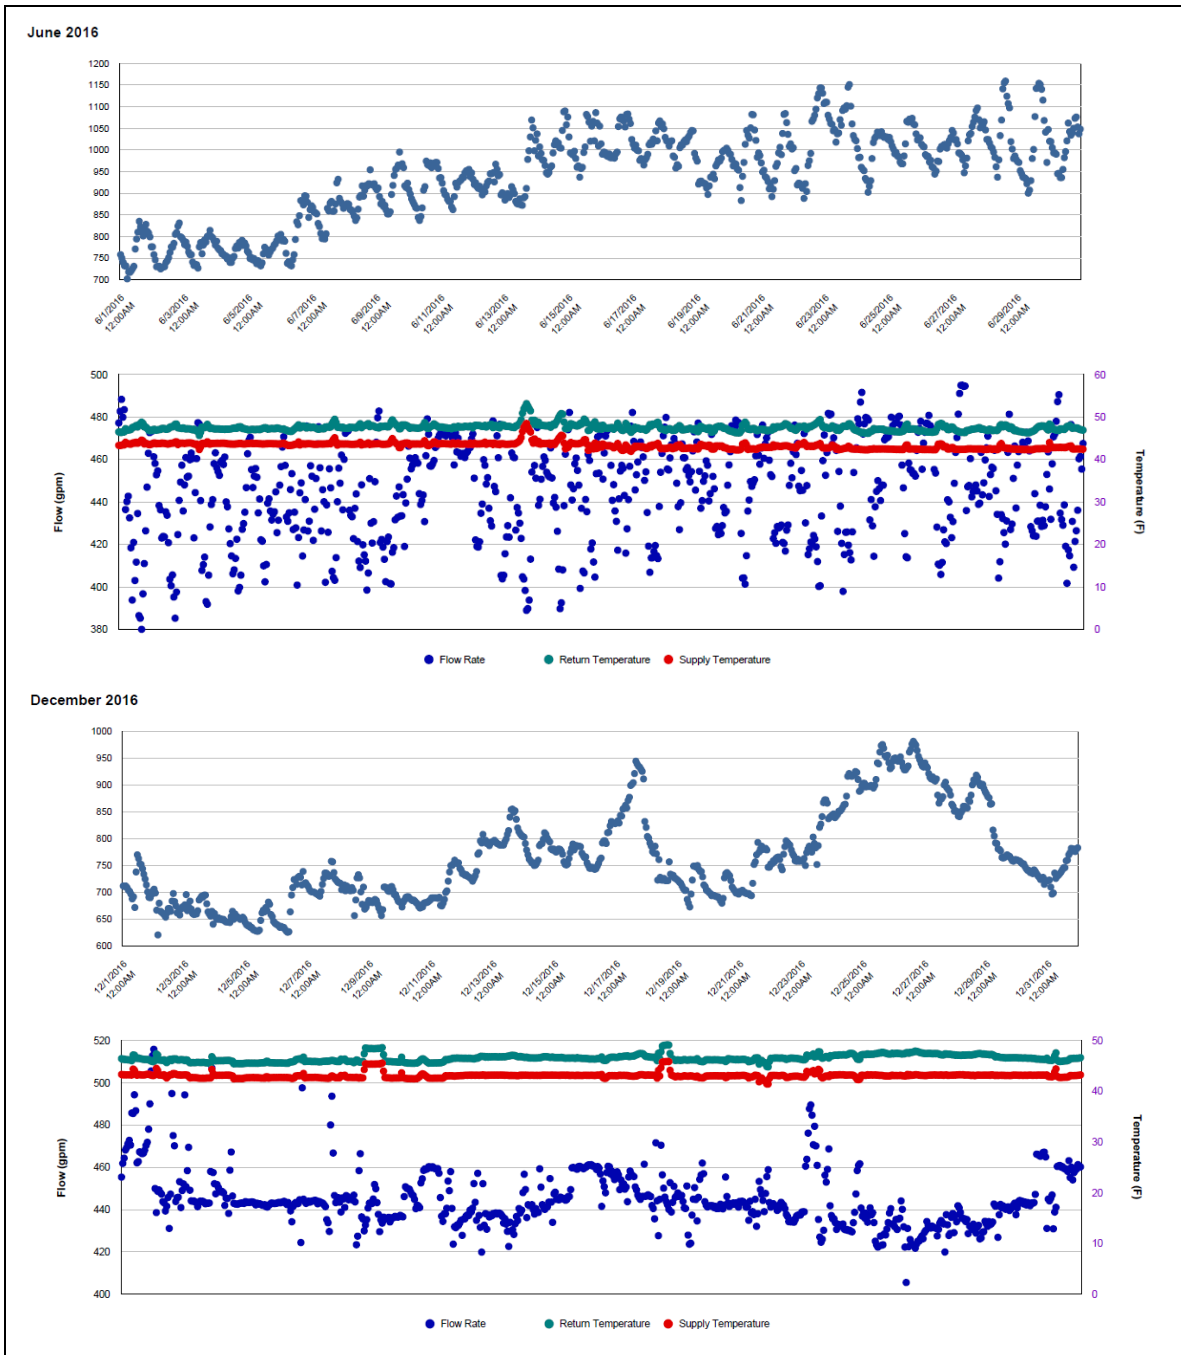 June 2016
1200
1150
1100
1050
1000
950
900
850
800
750
700
6/1/2016 12:00AM
6/3/2016 12:00AM
6/5/2016 12:00AM
6/7/2016 12:00AM
6/9/2016 12:00AM
6/11/2016 12:00AM
6/13/2016 12:00AM
6/15/2016 12:00AM
6/17/2016 12:00AM
6/19/2016 12:00AM
6/21/2016 12:00AM
6/23/2016 12:00AM
6/25/2016 12:00AM
6/27/2016 12:00AM
6/29/2016 12:00AM
Flow (gpm)
500
480
460
440
420
400
380
60
50
40
30
20
10
0
Temperature (F)
Flow Rate Return Temperature Supply Temperature
December 2016
1000
950
900
850
800
750
700
650
600
12/1/2016 12:00AM
12/3/2016 12:00AM
12/5/2016 12:00AM
12/7/2016 12:00AM
12/9/2016 12:00AM
12/11/2016 12:00AM
12/13/2016 12:00AM
12/15/2016 12:00AM
12/17/2016 12:00AM
12/19/2016 12:00AM
12/21/2016 12:00AM
12/23/2016 12:00AM
12/25/2016 12:00AM
12/27/2016 12:00AM
12/29/2016 12:00AM
12/31/2016 12:00AM
Flow (gpm)
520
500
480
460
440
420
400
50
40
30
20
10
0
Temperature (F)
Flow Rate Return Temperature Supply Temperature